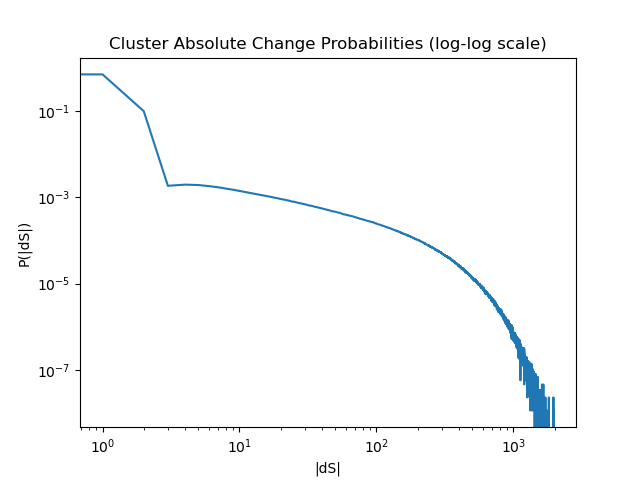 Cluster Absolute Change Probabilities (log-log scale)
10⁻¹
10⁻³
10⁻⁵
10⁻⁷
P(|dS|)
10⁰ 10¹ 10² 10³
|dS|